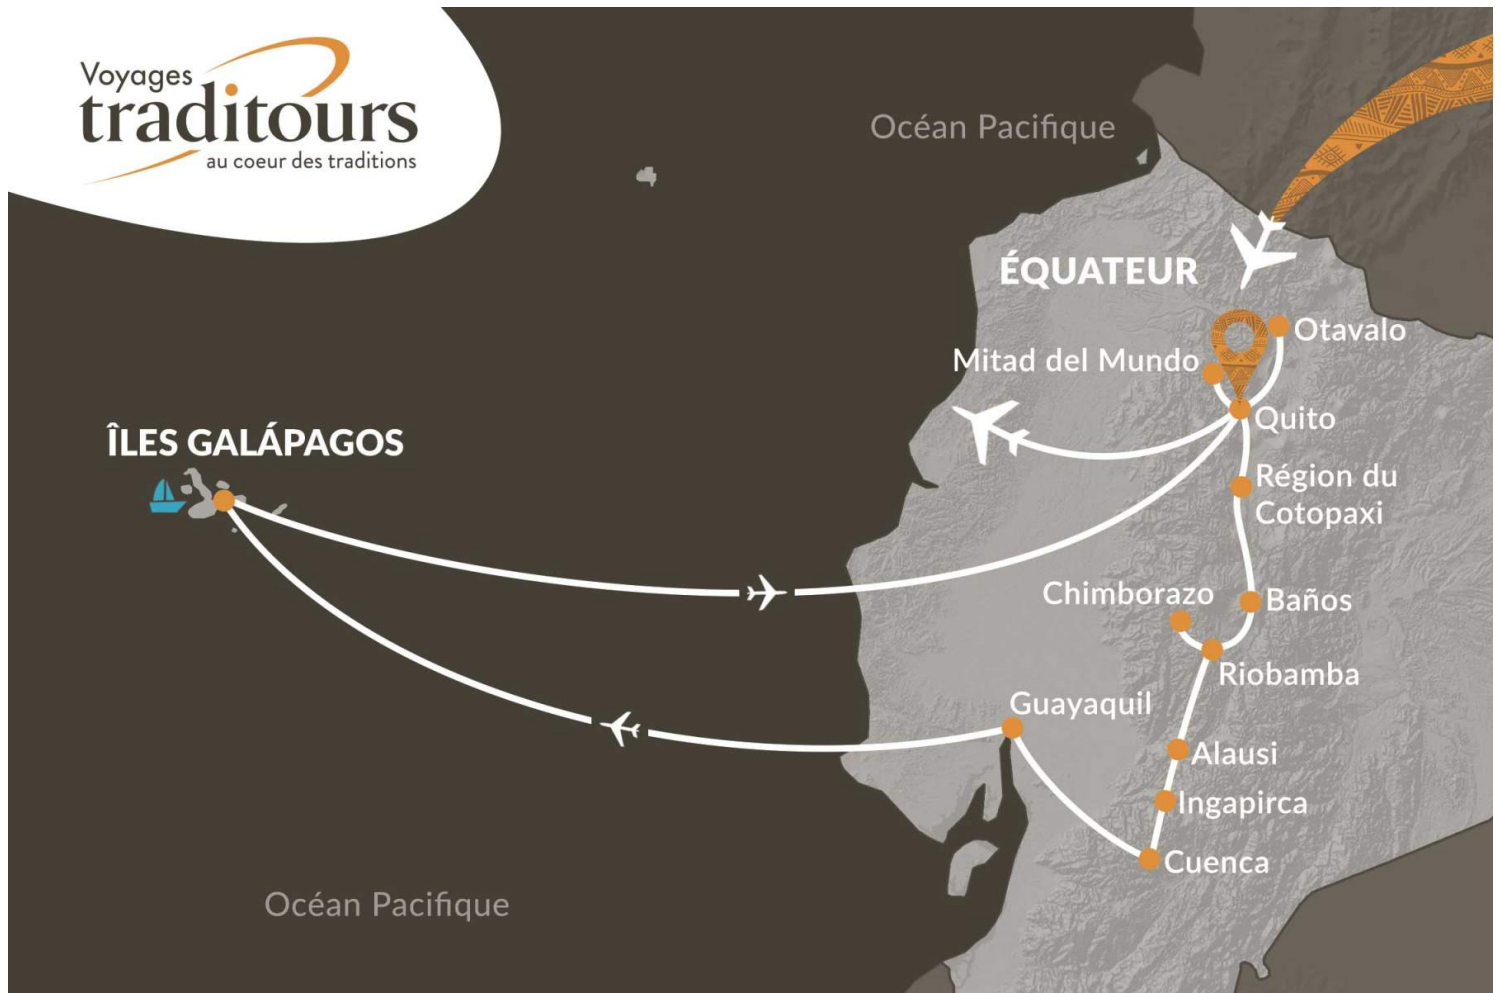 Voyages
traditours
au coeur des traditions
Océan Pacifique
ÉQUATEUR
Otavalo
Mitad del Mundo
Quito
ÎLES GALÁPAGOS
Région du
Cotopaxi
Chimborazo
Baños
Riobamba
Guayaquil
Alausi
Ingapirca
Cuenca
Océan Pacifique